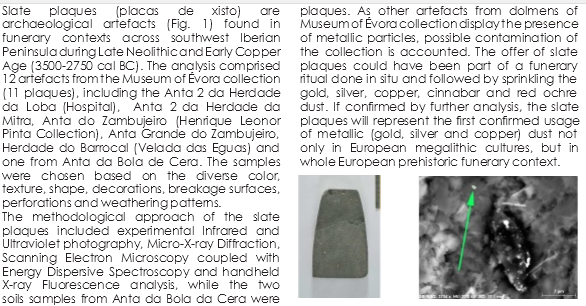 Slate plaques (placas de xisto) are
archaeological artefacts (Fig. 1) found in
funerary contexts across southwest Iberian
Peninsula during Late Neolithic and Early Copper
Age (3500-2750 cal BC). The analysis comprised
12 artefacts from the Museum of Évora collection
(11 plaques), including the Anta 2 da Herdade
da Loba (Hospital), Anta 2 da Herdade da
Mitra, Anta do Zambujeiro (Henrique Leonor
Pinta Collection), Anta Grande do Zambujeiro,
Herdade do Barrocal (Velada das Eguas) and
one from Anta da Bola de Cera. The samples
were chosen based on the diverse color,
texture, shape, decorations, breakage surfaces,
perforations and weathering patterns.
The methodological approach of the slate
plaques included experimental Infrared and
Ultraviolet photography, Micro-X-ray Diffraction,
Scanning Electron Microscopy coupled with
Energy Dispersive Spectroscopy and handheld
X-ray Fluorescence analysis, while the two
soils samples from Anta da Bola da Cera were
plaques. As other artefacts from dolmens of
Museum of Évora collection display the presence
of metallic particles, possible contamination of
the collection is accounted. The offer of slate
plaques could have been part of a funerary
ritual done in situ and followed by sprinkling the
gold, silver, copper, cinnabar and red ochre
dust. If confirmed by further analysis, the slate
plaques will represent the first confirmed usage
of metallic (gold, silver and copper) dust not
only in European megalithic cultures, but in
whole European prehistoric funerary context.